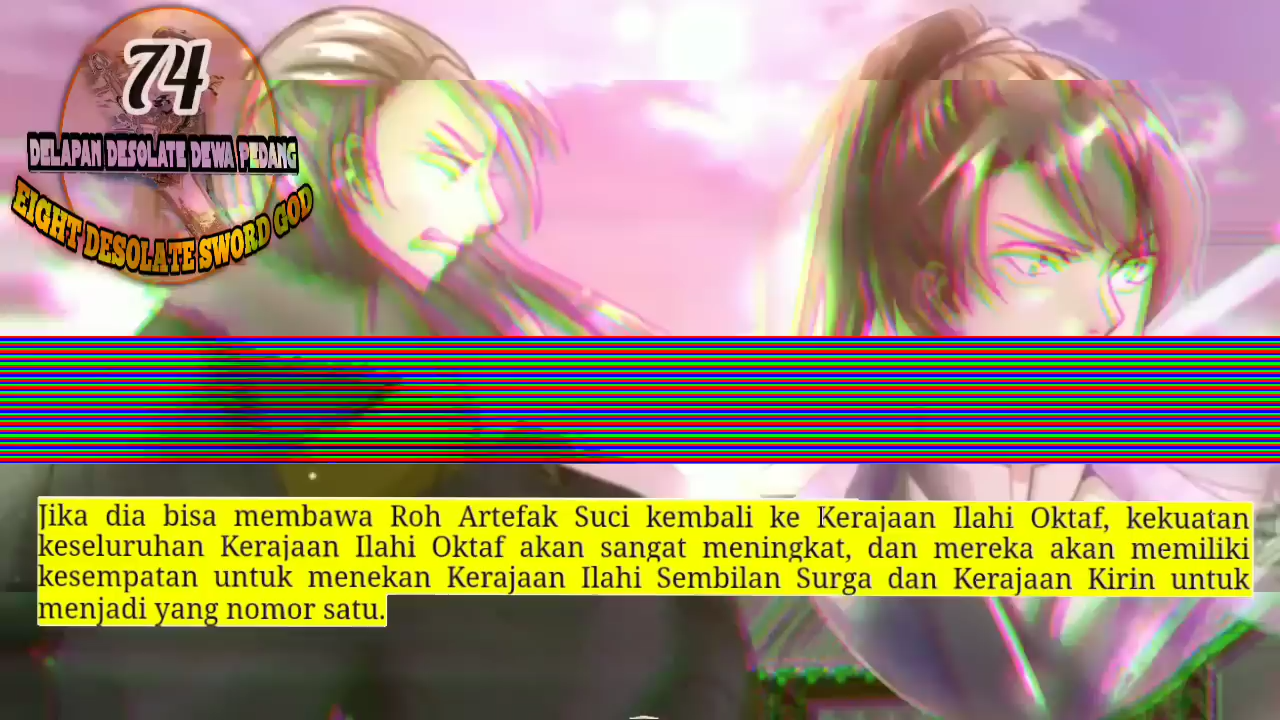 74
DELAPAN DESOLATE DEWA PEDANG
EIGHT DESOLATE SWORD GOD
Jika dia bisa membawa Roh Artefak Suci kembali ke Kerajaan Ilahi Oktaf, kekuatan
keseluruhan Kerajaan Ilahi Oktaf akan sangat meningkat, dan mereka akan memiliki
kesempatan untuk menekan Kerajaan Ilahi Sembilan Surga dan Kerajaan Kirin untuk
menjadi yang nomor satu.